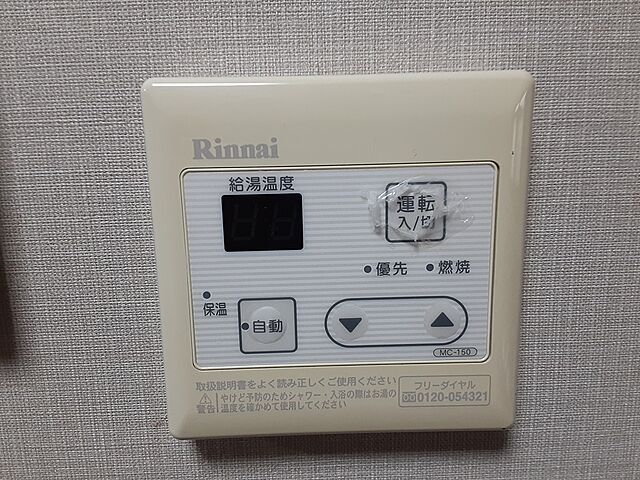 Rinnai
給湯温度
運転
入/切
優先
燃焼
保温
自動
MC-150
取扱説明書をよく読み正しくご使用ください
警告
やけど予防のためシャワー・入浴の際はお湯の
温度を確かめて使用してください
フリーダイヤル
0120-054321